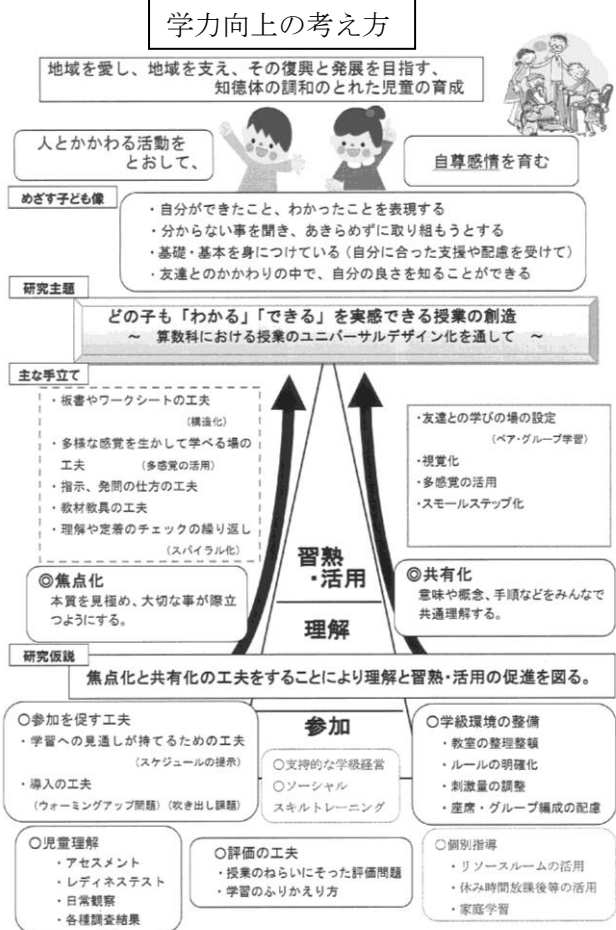 学力向上の考え方
地域を愛し、地域を支え、その復興と発展を目指す、
知徳体の調和のとれた児童の育成
人とかかわる活動を
とおして、
自尊感情を育む
めざす子ども像
・自分ができたこと、わかったことを表現する
・分からない事を聞き、あきらめずに取り組もうとする
・基礎・基本を身につけている(自分に合った支援や配慮を受けて)
・友達とのかかわりの中で、自分の良さを知ることができる
研究主題
どの子も「わかる」「できる」を実感できる授業の創造
～ 算数科における授業のユニバーサルデザイン化を通して ～
主な手立て
・板書やワークシートの工夫
(構造化)
・多様な感覚を生かして学べる場の
工夫 (多感覚の活用)
・指示、発問の仕方の工夫
・教材教具の工夫
・理解や定着のチェックの繰り返し
(スパイラル化)
・友達との学びの場の設定
(ペア・グループ学習)
・視覚化
・多感覚の活用
・スモールステップ化
習熟
・活用
◎焦点化
本質を見極め、大切な事が際立
つようにする。
◎共有化
意味や概念、手順などをみんなで
共通理解する。
理解
研究仮説
焦点化と共有化の工夫をすることにより理解と習熟・活用の促進を図る。
参加
○参加を促す工夫
・学習への見通しが持てるための工夫
(スケジュールの提示)
・導入の工夫
(ウォーミングアップ問題)(吹き出し課題)
○支持的な学級経営
○ソーシャル
スキルトレーニング
○学級環境の整備
・教室の整理整頓
・ルールの明確化
・刺激量の調整
・座席・グループ編成の配慮
○児童理解
・アセスメント
・レディネステスト
・日常観察
・各種調査結果
○評価の工夫
・授業のねらいにそった評価問題
・学習のふりかえり方
○個別指導
・リソースルームの活用
・休み時間放課後等の活用
・家庭学習